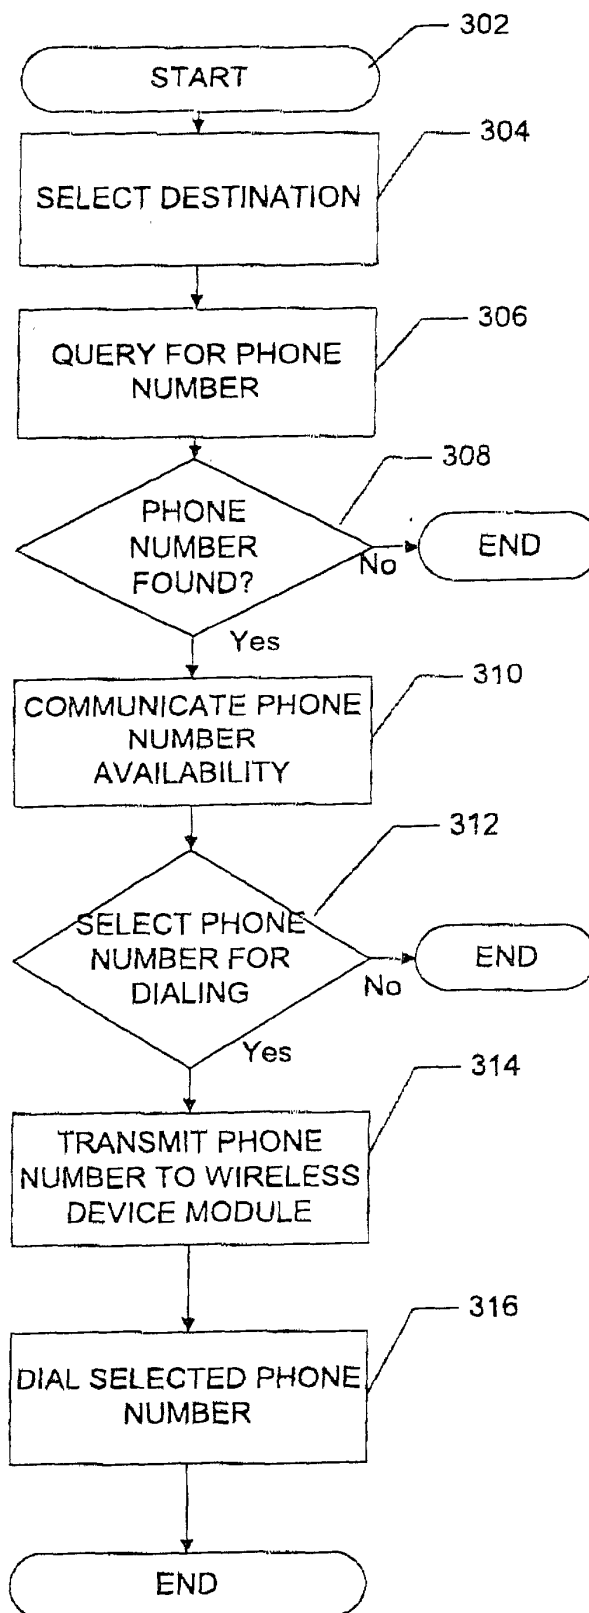 302
START
304
SELECT DESTINATION
306
QUERY FOR PHONE
NUMBER
308
PHONE
NUMBER
FOUND?
No
END
Yes
310
COMMUNICATE PHONE
NUMBER
AVAILABILITY
312
SELECT PHONE
NUMBER FOR
DIALING
No
END
Yes
314
TRANSMIT PHONE
NUMBER TO WIRELESS
DEVICE MODULE
316
DIAL SELECTED PHONE
NUMBER
END